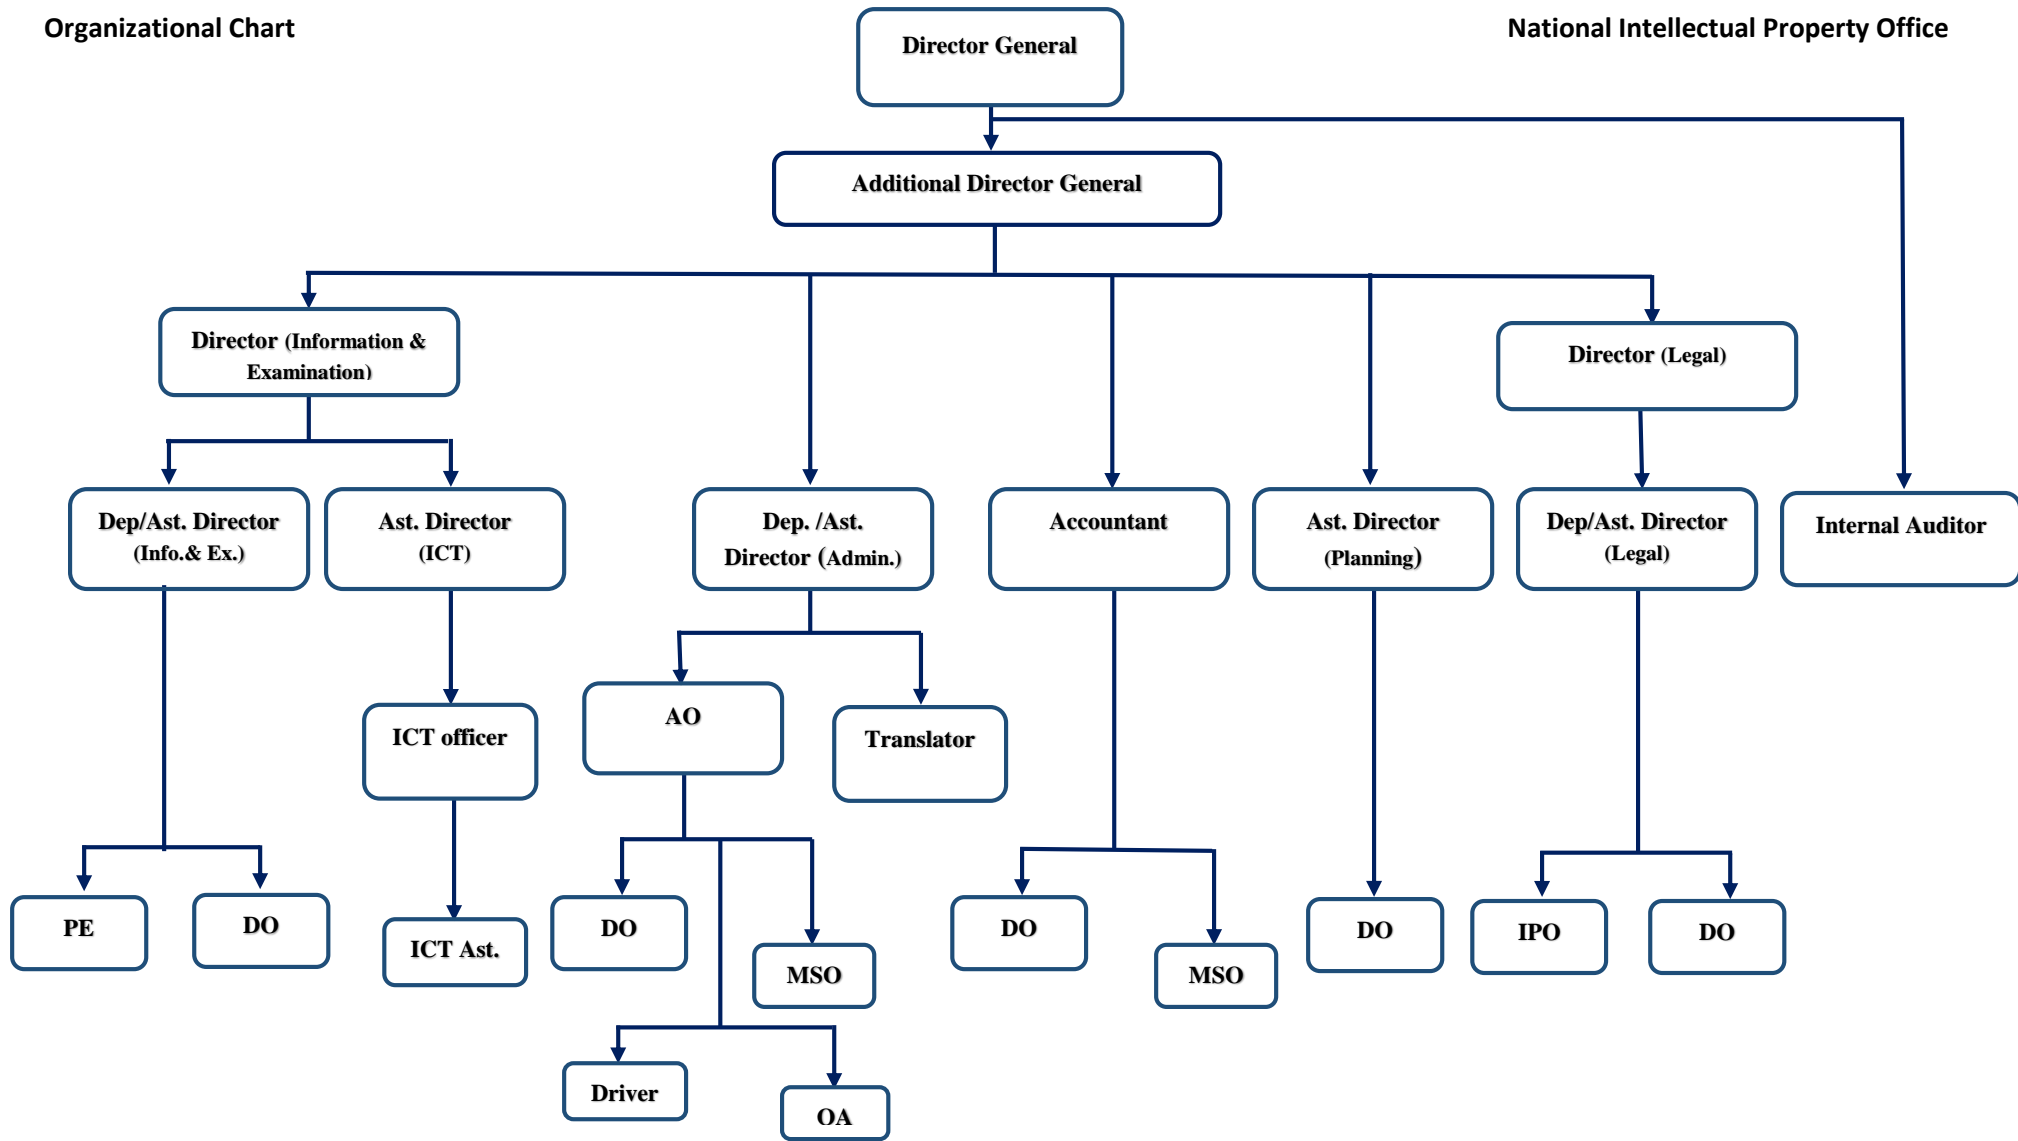 Organizational Chart
National Intellectual Property Office
Director General
Additional Director General
Director (Information &
Examination)
Director (Legal)
Dep/Ast. Director
(Info.& Ex.)
Ast. Director
(ICT)
Dep. /Ast.
Director (Admin.)
Accountant
Ast. Director
(Planning)
Dep/Ast. Director
(Legal)
Internal Auditor
ICT officer
AO
Translator
PE
DO
ICT Ast.
DO
MSO
DO
MSO
DO
IPO
DO
Driver
OA